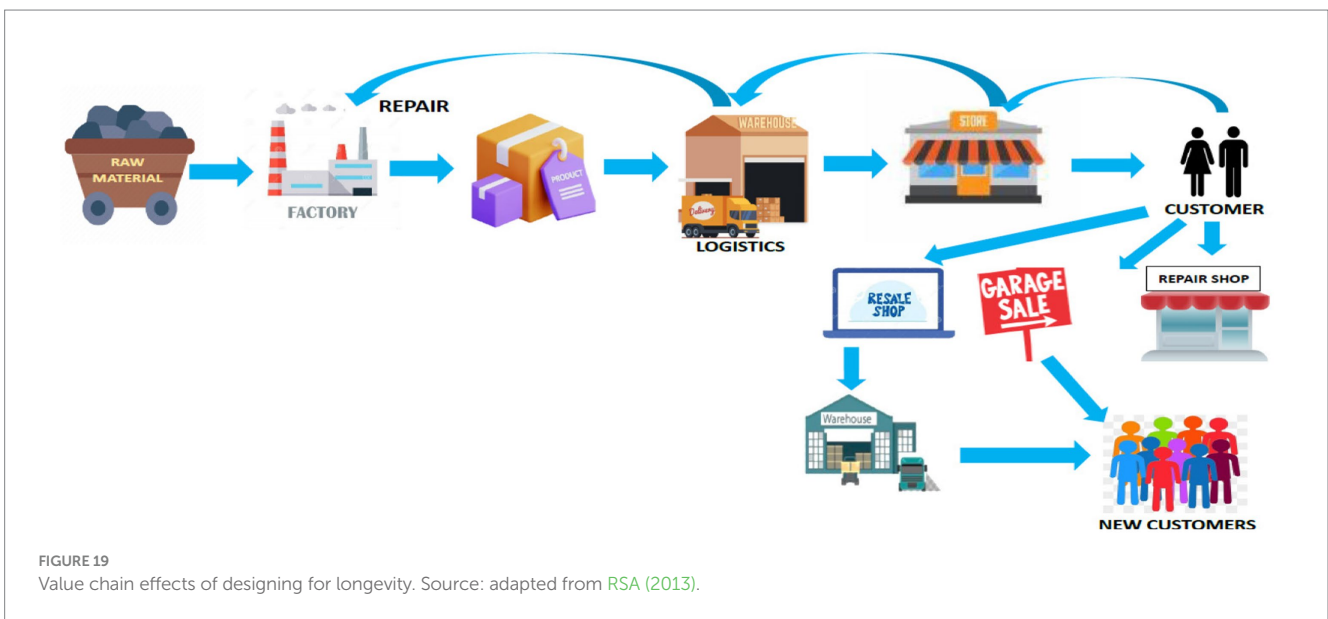 REPAIR
RAW
MATERIAL
FACTORY
PRODUCT
WAREHOUSE
Delivery
LOGISTICS
STORE
CUSTOMER
RESALE
SHOP
GARAGE
SALE
REPAIR SHOP
Warehouse
NEW CUSTOMERS
FIGURE 19
Value chain effects of designing for longevity. Source: adapted from RSA (2013).